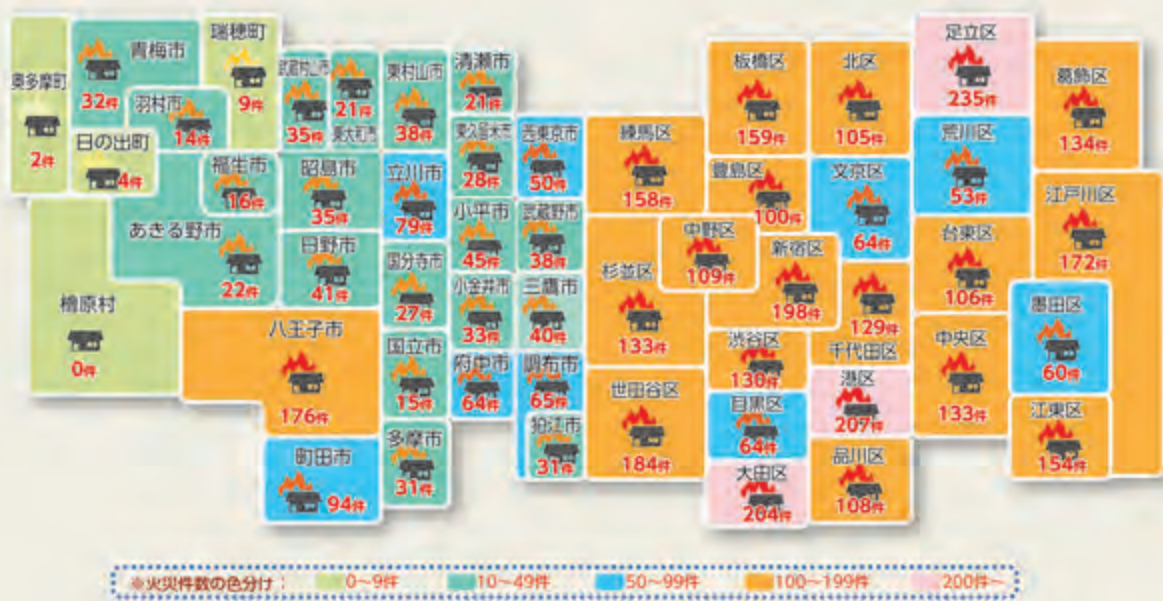 奥多摩町
2件
青梅市
32件
瑞穂町
9件
羽村市
14件
日の出町
4件
武蔵村山市
35件
21件
東大和市
東村山市
38件
清瀬市
21件
福生市
16件
昭島市
35件
立川市
79件
東久留米市
28件
西東京市
50件
あきる野市
22件
日野市
41件
国分寺市
27件
小平市
45件
武蔵野市
38件
小金井市
33件
三鷹市
40件
檜原村
0件
八王子市
176件
国立市
15件
府中市
64件
調布市
65件
町田市
94件
多摩市
31件
狛江市
31件
練馬区
158件
板橋区
159件
北区
105件
足立区
235件
葛飾区
134件
豊島区
100件
文京区
64件
荒川区
53件
江戸川区
172件
中野区
109件
新宿区
198件
台東区
106件
杉並区
133件
129件
千代田区
墨田区
60件
渋谷区
130件
中央区
133件
世田谷区
184件
目黒区
64件
港区
207件
江東区
154件
大田区
204件
品川区
108件
※火災件数の色分け：　0～9件　10～49件　50～99件　100～199件　200件～